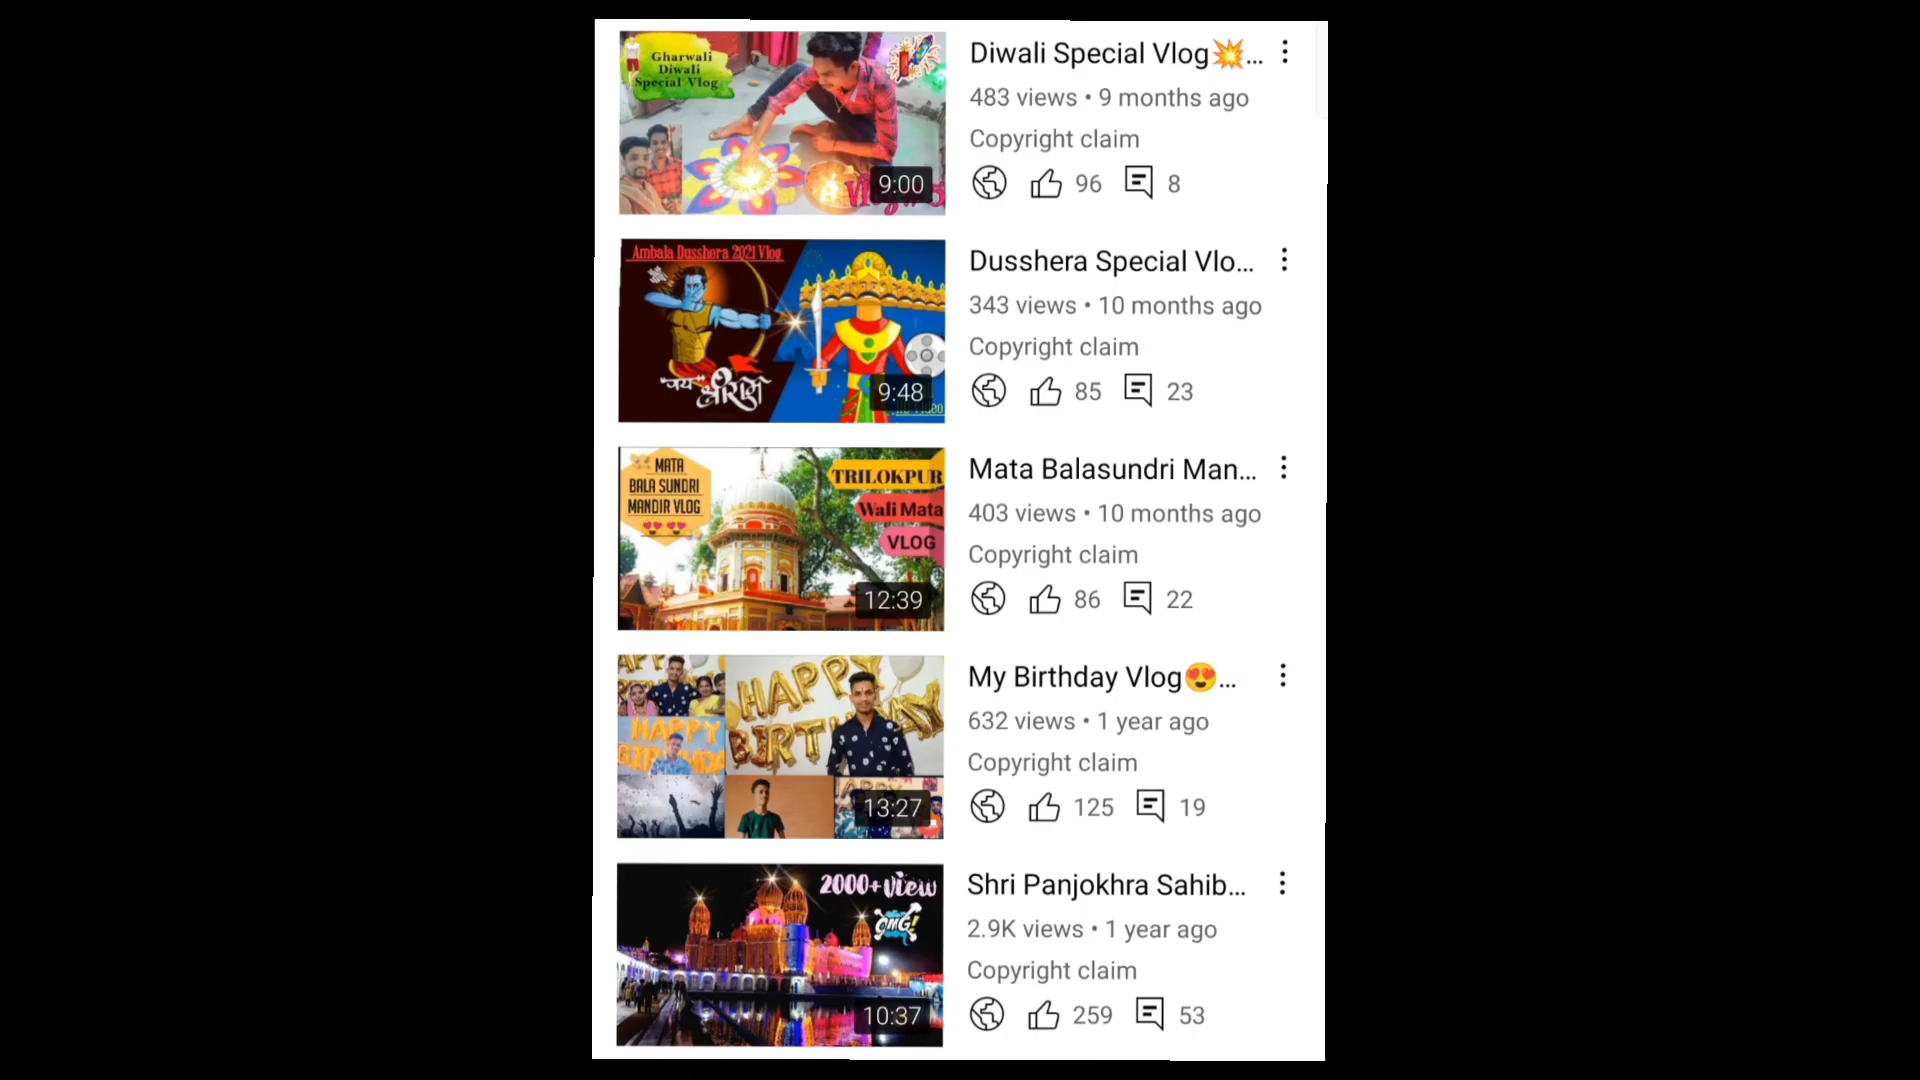 Gharwali
Diwali
Special Vlog
9:00
Diwali Special Vlog💥...
483 views • 9 months ago
Copyright claim
96 8
Ambala Dusshera 2021 Vlog
जय श्री राम
9:48
Dusshera Special Vlo...
343 views • 10 months ago
Copyright claim
85 23
MATA
BALA SUNDRI
MANDIR VLOG
😍😍 😍😍
TRILOKPUR
Wali Mata
VLOG
12:39
Mata Balasundri Man...
403 views • 10 months ago
Copyright claim
86 22
HAPPY
BIRTHDAY
13:27
My Birthday Vlog😍...
632 views • 1 year ago
Copyright claim
125 19
2000+ view
OMG!
10:37
Shri Panjokhra Sahib...
2.9K views • 1 year ago
Copyright claim
259 53